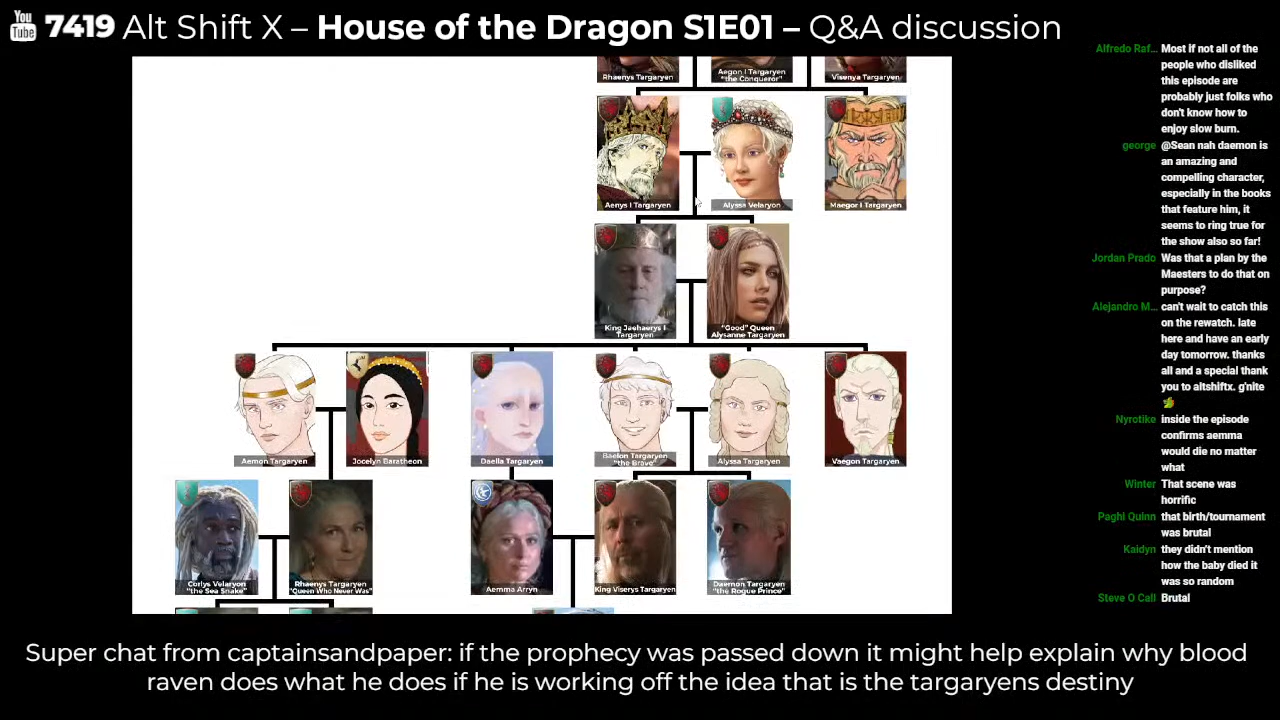 You Tube 7419 Alt Shift X – House of the Dragon S1E01 – Q&A discussion
Rhaenys Targaryen
Aegon I Targaryen
"the Conqueror"
Visenya Targaryen
Aenys I Targaryen
Alyssa Velaryon
Maegor I Targaryen
King Jaehaerys I
Targaryen
"Good" Queen
Alysanne Targaryen
Aemon Targaryen
Jocelyn Baratheon
Daella Targaryen
Baelon Targaryen
"the Brave"
Alyssa Targaryen
Vaegon Targaryen
Corlys Velaryon
"the Sea Snake"
Rhaenys Targaryen
"Queen Who Never Was"
Aemma Arryn
King Viserys Targaryen
Daemon Targaryen
"the Rogue Prince"
Alfredo Raf... Most if not all of the
people who disliked
this episode are
probably just folks who
don't know how to
enjoy slow burn.
george @Sean nah daemon is
an amazing and
compelling character,
especially in the books
that feature him, it
seems to ring true for
the show also so far!
Jordan Prado Was that a plan by the
Maesters to do that on
purpose?
Alejandro M... can't wait to catch this
on the rewatch. late
here and have an early
day tomorrow. thanks
all and a special thank
you to altshiftx. g'nite
Nyrotike inside the episode
confirms aemma
would die no matter
what
Winter That scene was
horrific
Paghl Quinn that birth/tournament
was brutal
Kaidyn they didn't mention
how the baby died it
was so random
Steve O Call Brutal
Super chat from captainsandpaper: if the prophecy was passed down it might help explain why blood
raven does what he does if he is working off the idea that is the targaryens destiny